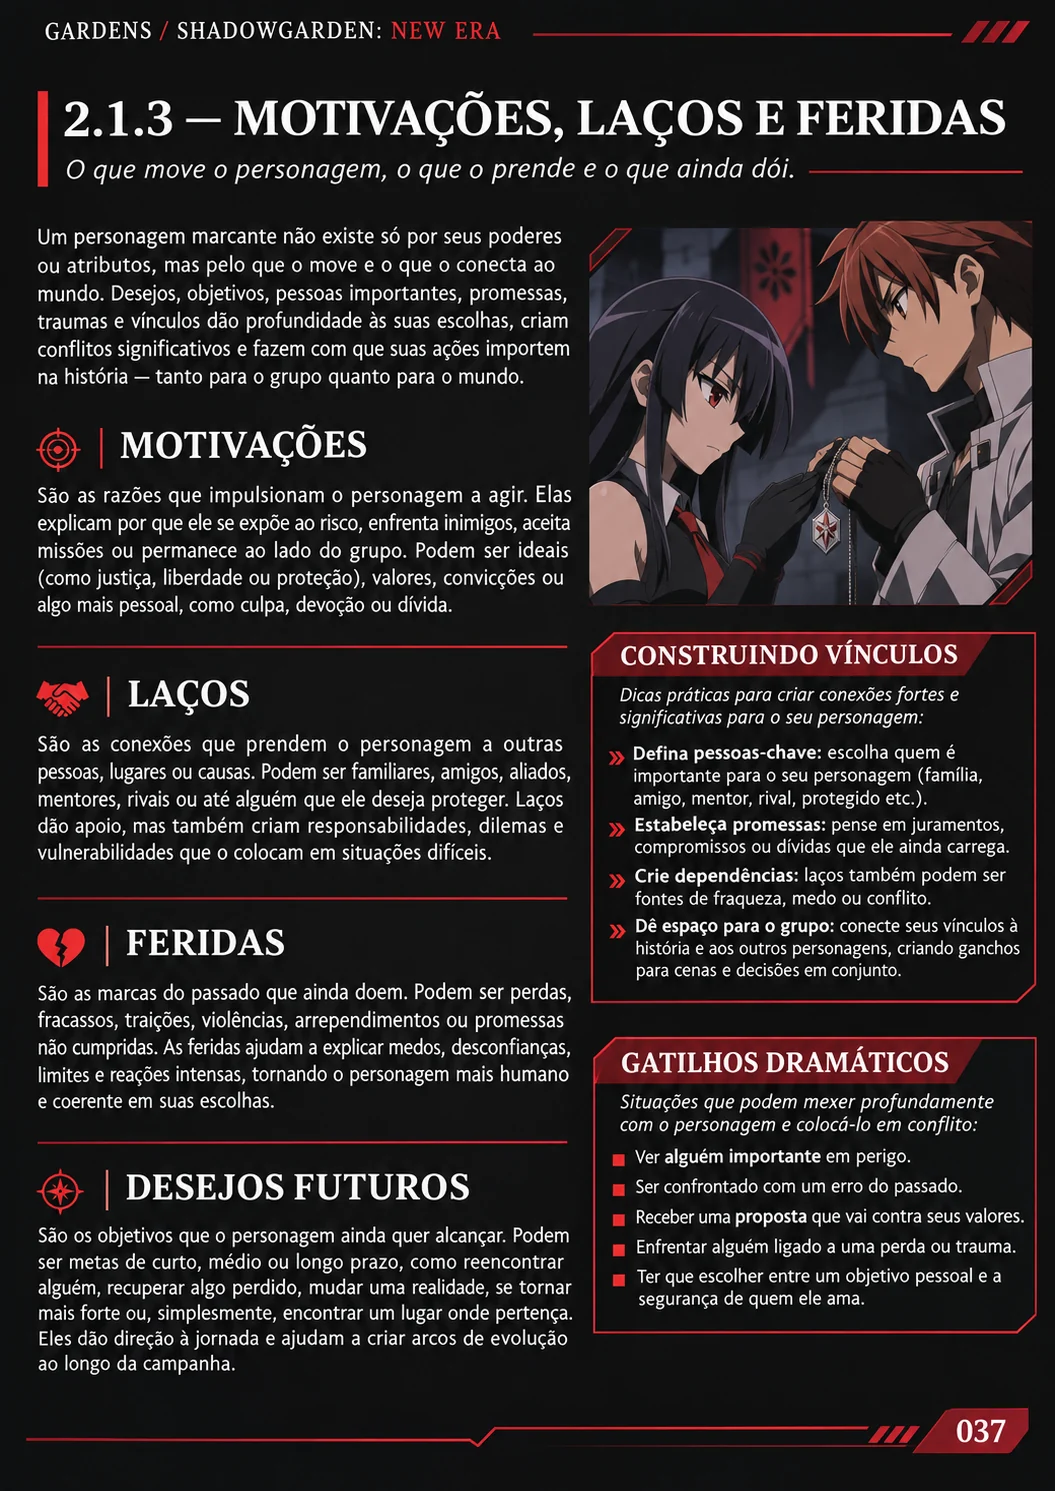 GARDENS / SHADOWGARDEN: NEW ERA
2.1.3 — MOTIVAÇÕES, LAÇOS E FERIDAS
O que move o personagem, o que o prende e o que ainda dói.
Um personagem marcante não existe só por seus poderes
ou atributos, mas pelo que o move e o que o conecta ao
mundo. Desejos, objetivos, pessoas importantes, promessas,
traumas e vínculos dão profundidade às suas escolhas, criam
conflitos significativos e fazem com que suas ações importem
na história — tanto para o grupo quanto para o mundo.
MOTIVAÇÕES
São as razões que impulsionam o personagem a agir. Elas
explicam por que ele se expõe ao risco, enfrenta inimigos, aceita
missões ou permanece ao lado do grupo. Podem ser ideais
(como justiça, liberdade ou proteção), valores, convicções ou
algo mais pessoal, como culpa, devoção ou dívida.
LAÇOS
São as conexões que prendem o personagem a outras
pessoas, lugares ou causas. Podem ser familiares, amigos, aliados,
mentores, rivais ou até alguém que ele deseja proteger. Laços
dão apoio, mas também criam responsabilidades, dilemas e
vulnerabilidades que o colocam em situações difíceis.
FERIDAS
São as marcas do passado que ainda doem. Podem ser perdas,
fracassos, traições, violências, arrependimentos ou promessas
não cumpridas. As feridas ajudam a explicar medos, desconfianças,
limites e reações intensas, tornando o personagem mais humano
e coerente em suas escolhas.
DESEJOS FUTUROS
São os objetivos que o personagem ainda quer alcançar. Podem
ser metas de curto, médio ou longo prazo, como reencontrar
alguém, recuperar algo perdido, mudar uma realidade, se tornar
mais forte ou, simplesmente, encontrar um lugar onde pertença.
Eles dão direção à jornada e ajudam a criar arcos de evolução
ao longo da campanha.
CONSTRUINDO VÍNCULOS
Dicas práticas para criar conexões fortes e
significativas para o seu personagem:
» Defina pessoas-chave: escolha quem é
importante para o seu personagem (família,
amigo, mentor, rival, protegido etc.).
» Estabeleça promessas: pense em juramentos,
compromissos ou dívidas que ele ainda carrega.
» Crie dependências: laços também podem ser
fontes de fraqueza, medo ou conflito.
» Dê espaço para o grupo: conecte seus vínculos à
história e aos outros personagens, criando ganchos
para cenas e decisões em conjunto.
GATILHOS DRAMÁTICOS
Situações que podem mexer profundamente
com o personagem e colocá-lo em conflito:
■ Ver alguém importante em perigo.
■ Ser confrontado com um erro do passado.
■ Receber uma proposta que vai contra seus valores.
■ Enfrentar alguém ligado a uma perda ou trauma.
■ Ter que escolher entre um objetivo pessoal e a
segurança de quem ele ama.
037